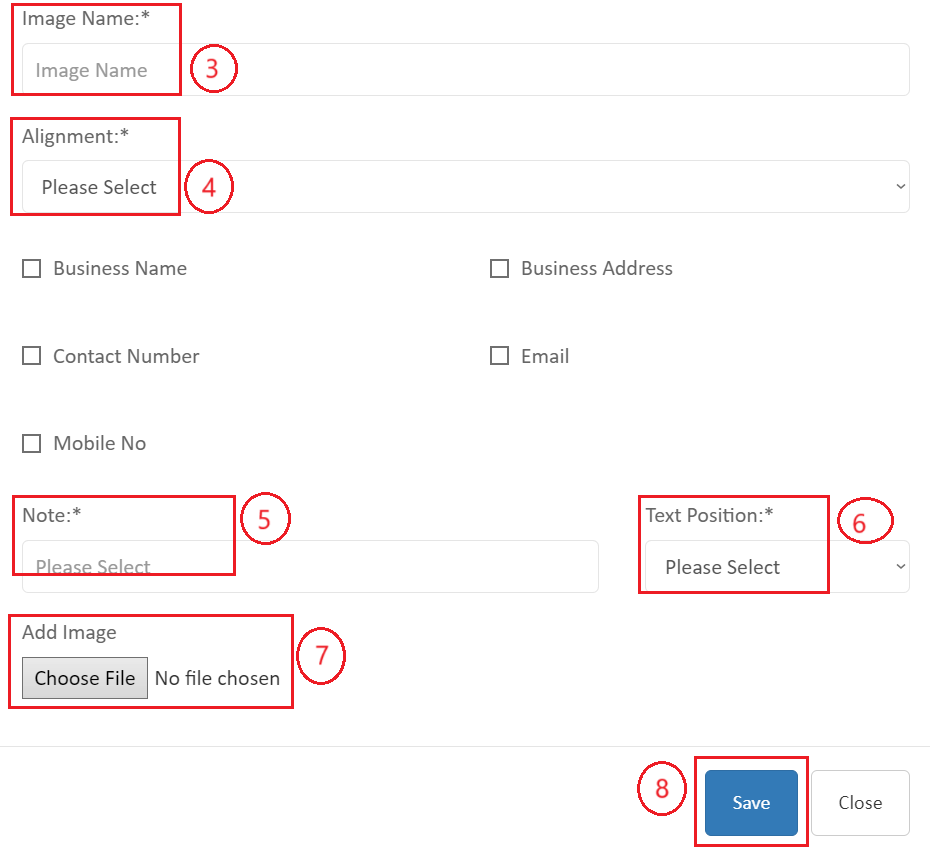 Image Name:*
Image Name
3
Alignment:*
Please Select
4
Business Name
Business Address
Contact Number
Email
Mobile No
Note:*
5
Text Position:*
6
Please Select
Please Select
Add Image
Choose File No file chosen
7
8
Save
Close